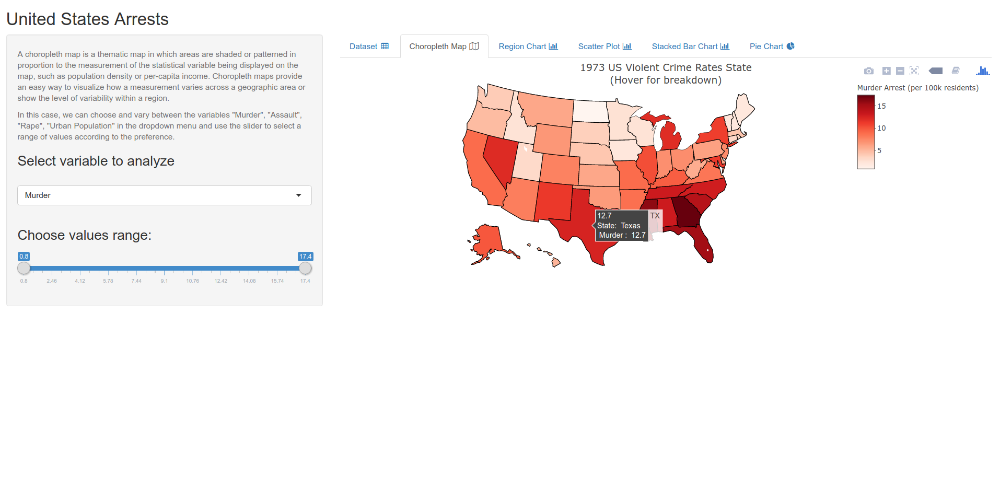 United States Arrests
A choropleth map is a thematic map in which areas are shaded or patterned in
proportion to the measurement of the statistical variable being displayed on the
map, such as population density or per-capita income. Choropleth maps provide
an easy way to visualize how a measurement varies across a geographic area or
show the level of variability within a region.
In this case, we can choose and vary between the variables "Murder", "Assault",
"Rape", "Urban Population" in the dropdown menu and use the slider to select a
range of values according to the preference.
Select variable to analyze
Murder
Choose values range:
0.8 17.4
0.8 2.46 4.12 5.78 7.44 9.1 10.76 12.42 14.08 15.74 17.4
Dataset Choropleth Map Region Chart Scatter Plot Stacked Bar Chart Pie Chart
1973 US Violent Crime Rates State
(Hover for breakdown)
Murder Arrest (per 100k residents)
15
10
5
12.7 TX
State: Texas
Murder : 12.7